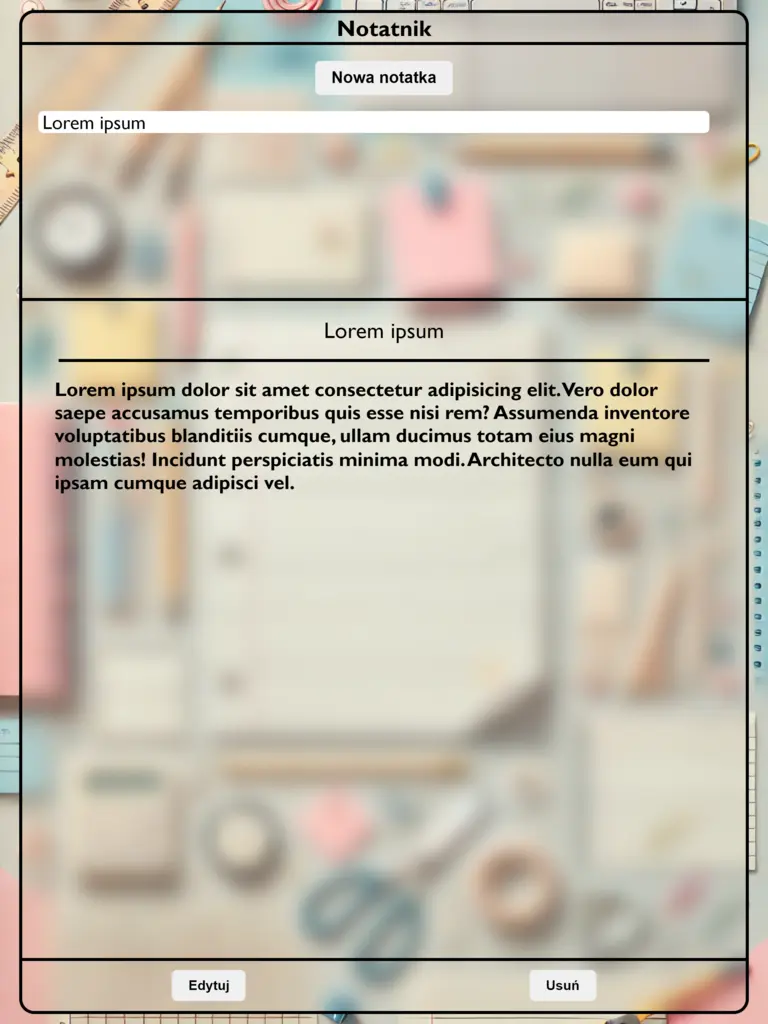 Notatnik
Nowa notatka
Lorem ipsum
Lorem ipsum
Lorem ipsum dolor sit amet consectetur adipisicing elit. Vero dolor
saepe accusamus temporibus quis esse nisi rem? Assumenda inventore
voluptatibus blanditiis cumque, ullam ducimus totam eius magni
molestias! Incidunt perspiciatis minima modi. Architecto nulla eum qui
ipsam cumque adipisci vel.
Edytuj
Usuń